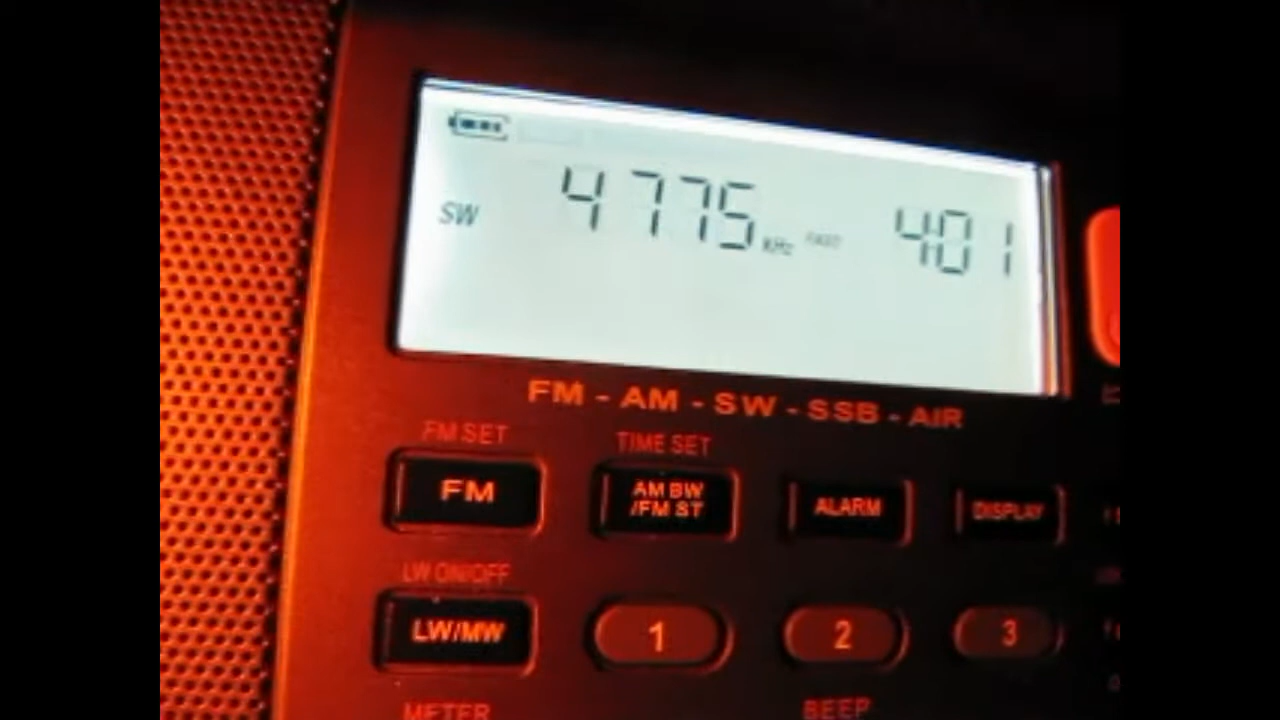 SW 4775 KHz FAST 401
FM - AM - SW - SSB - AIR
FM SET TIME SET
FM AM BW /FM ST ALARM DISPLAY
LW ON/OFF
LW/MW 1 2 3
METER BEEP